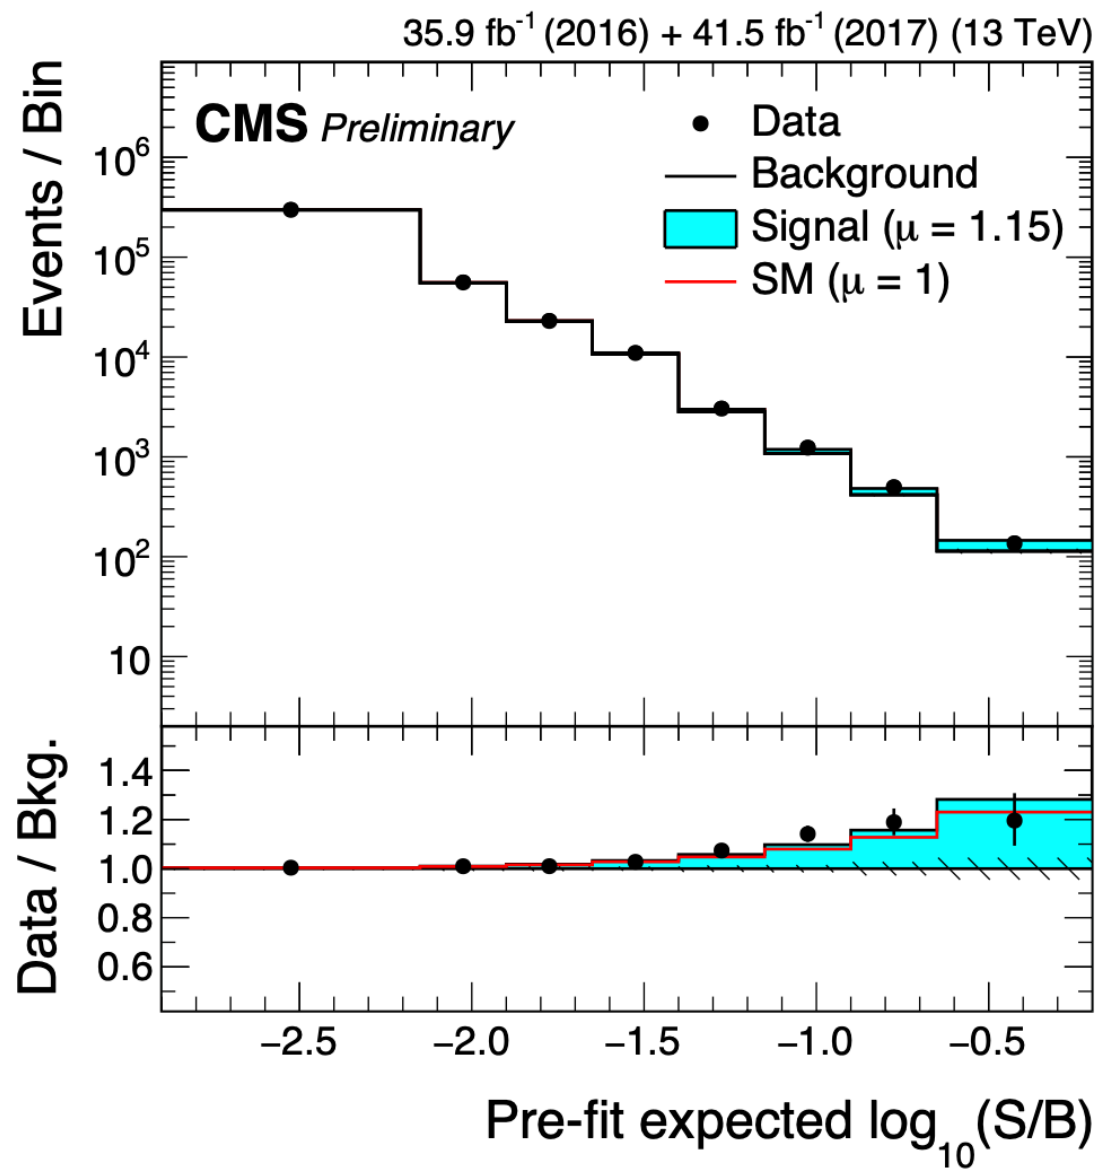 35.9 fb⁻¹ (2016) + 41.5 fb⁻¹ (2017) (13 TeV)
CMS Preliminary
Data
Background
Signal (μ = 1.15)
SM (μ = 1)
Events / Bin
10⁶
10⁵
10⁴
10³
10²
10
Data / Bkg.
1.4
1.2
1.0
0.8
0.6
−2.5 −2.0 −1.5 −1.0 −0.5
Pre-fit expected log₁₀(S/B)